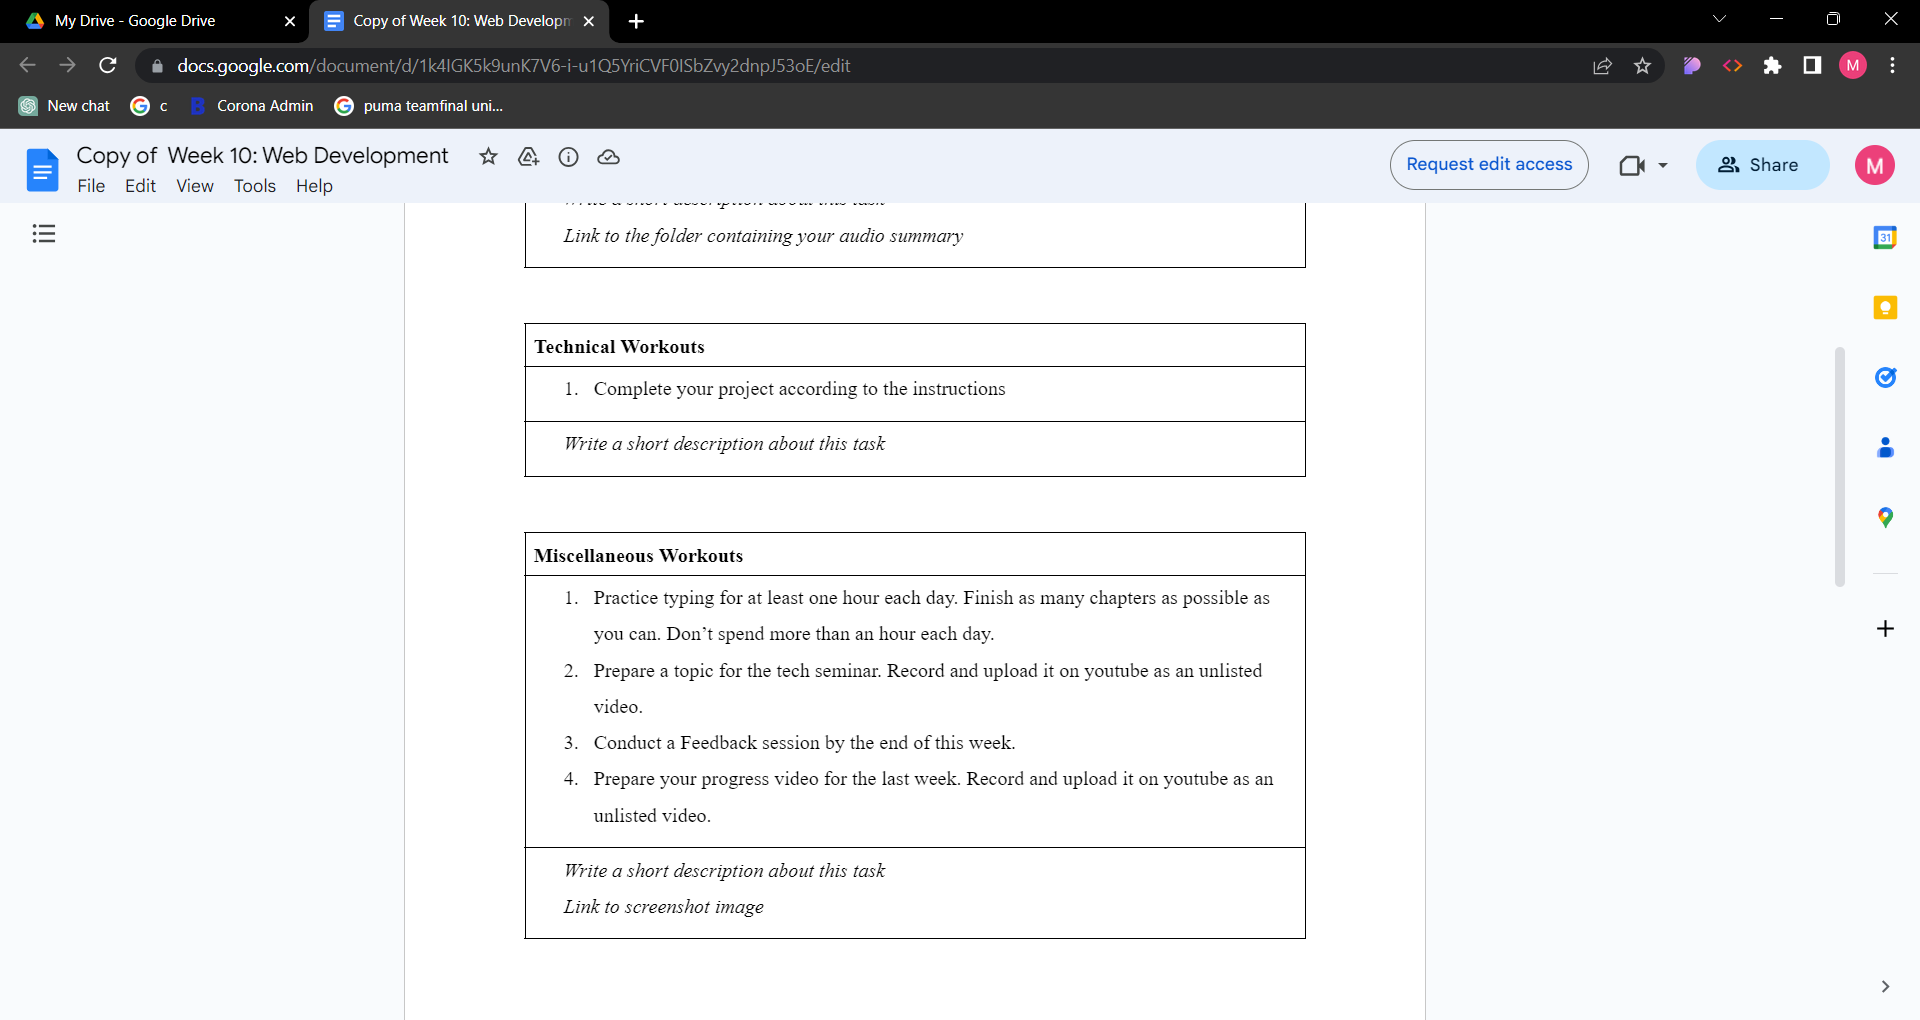 My Drive - Google Drive
Copy of Week 10: Web Developm
docs.google.com/document/d/1k4IGK5k9unK7V6-i-u1Q5YriCVF0ISbZvy2dnpJ53oE/edit
M
New chat
c
Corona Admin
puma teamfinal uni...
Copy of Week 10: Web Development
Request edit access
Share
M
File Edit View Tools Help
Write a short description about this task
Link to the folder containing your audio summary
31
Technical Workouts
1. Complete your project according to the instructions
Write a short description about this task
Miscellaneous Workouts
1. Practice typing for at least one hour each day. Finish as many chapters as possible as
you can. Don’t spend more than an hour each day.
2. Prepare a topic for the tech seminar. Record and upload it on youtube as an unlisted
video.
3. Conduct a Feedback session by the end of this week.
4. Prepare your progress video for the last week. Record and upload it on youtube as an
unlisted video.
Write a short description about this task
Link to screenshot image